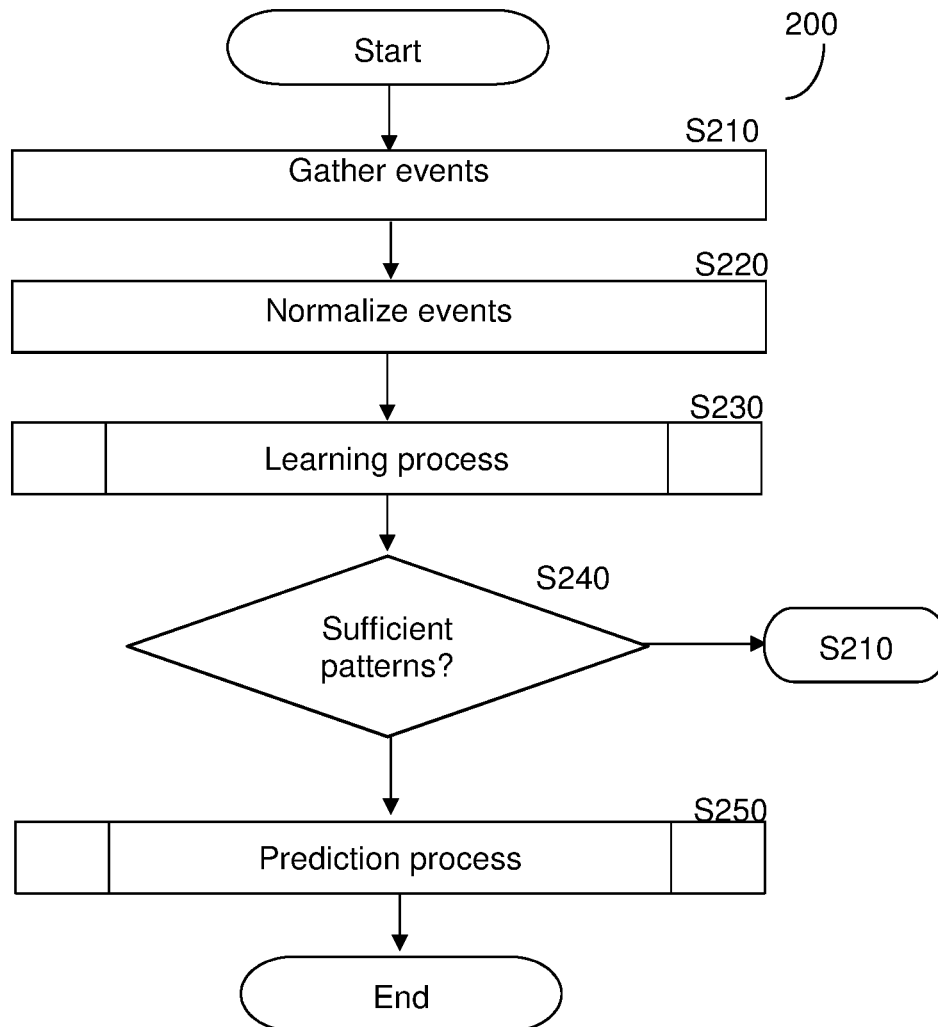 Start
200
S210
Gather events
S220
Normalize events
S230
Learning process
S240
Sufficient
patterns?
S210
S250
Prediction process
End